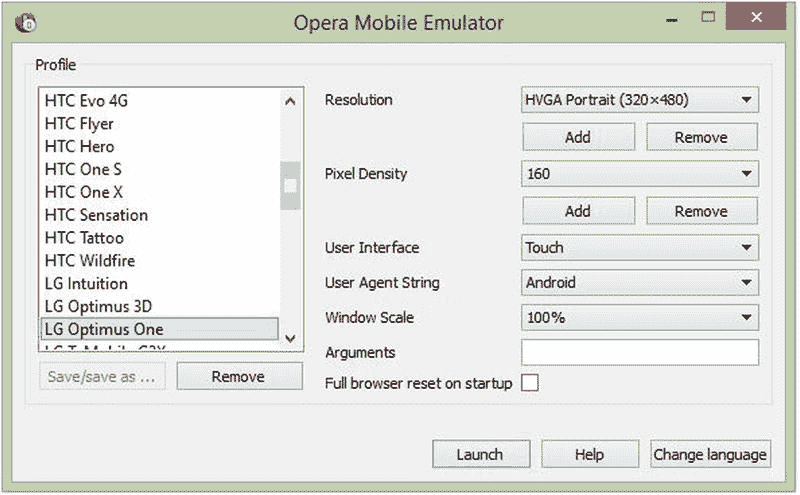 Opera Mobile Emulator
Profile
HTC Evo 4G
HTC Flyer
HTC Hero
HTC One S
HTC One X
HTC Sensation
HTC Tattoo
HTC Wildfire
LG Intuition
LG Optimus 3D
LG Optimus One
Save/save as ...
Remove
Resolution
HVGA Portrait (320×480)
Add
Remove
Pixel Density
160
Add
Remove
User Interface
Touch
User Agent String
Android
Window Scale
100%
Arguments
Full browser reset on startup
Launch
Help
Change language